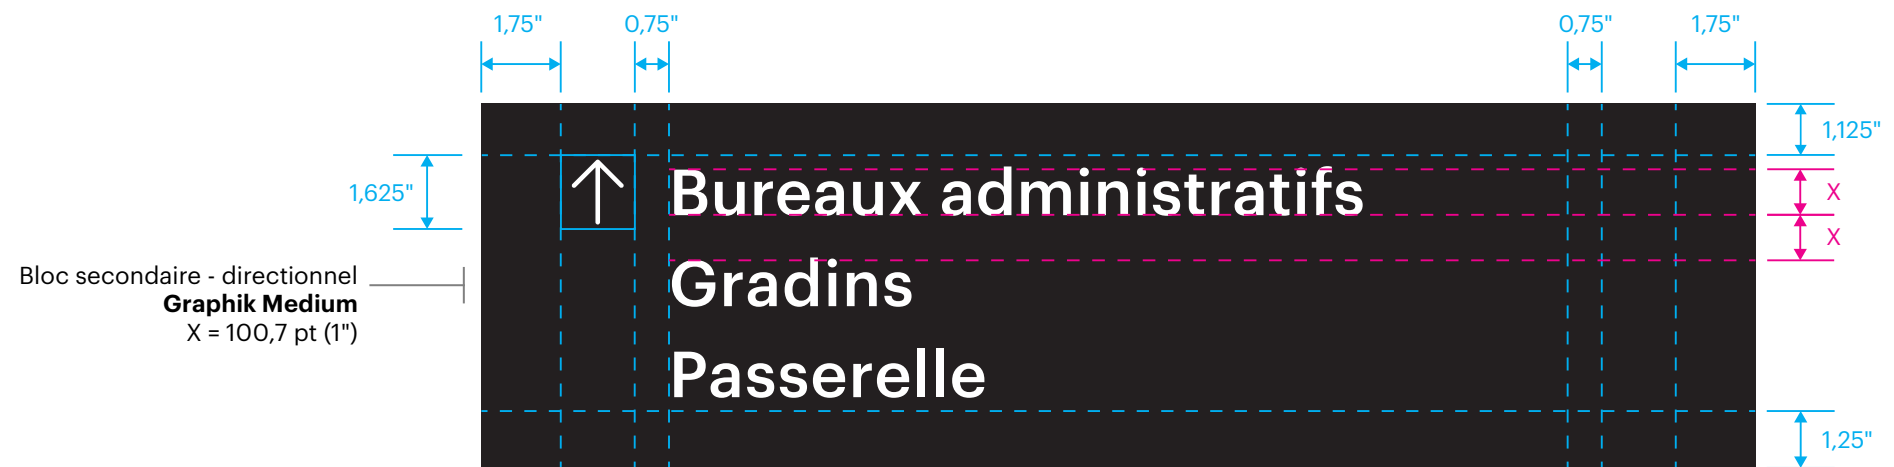 1,75" 0,75" 0,75" 1,75"
1,125"
1,625"
Bureaux administratifs
X
X
Bloc secondaire - directionnel
Graphik Medium
X = 100,7 pt (1")
Gradins
Passerelle
1,25"